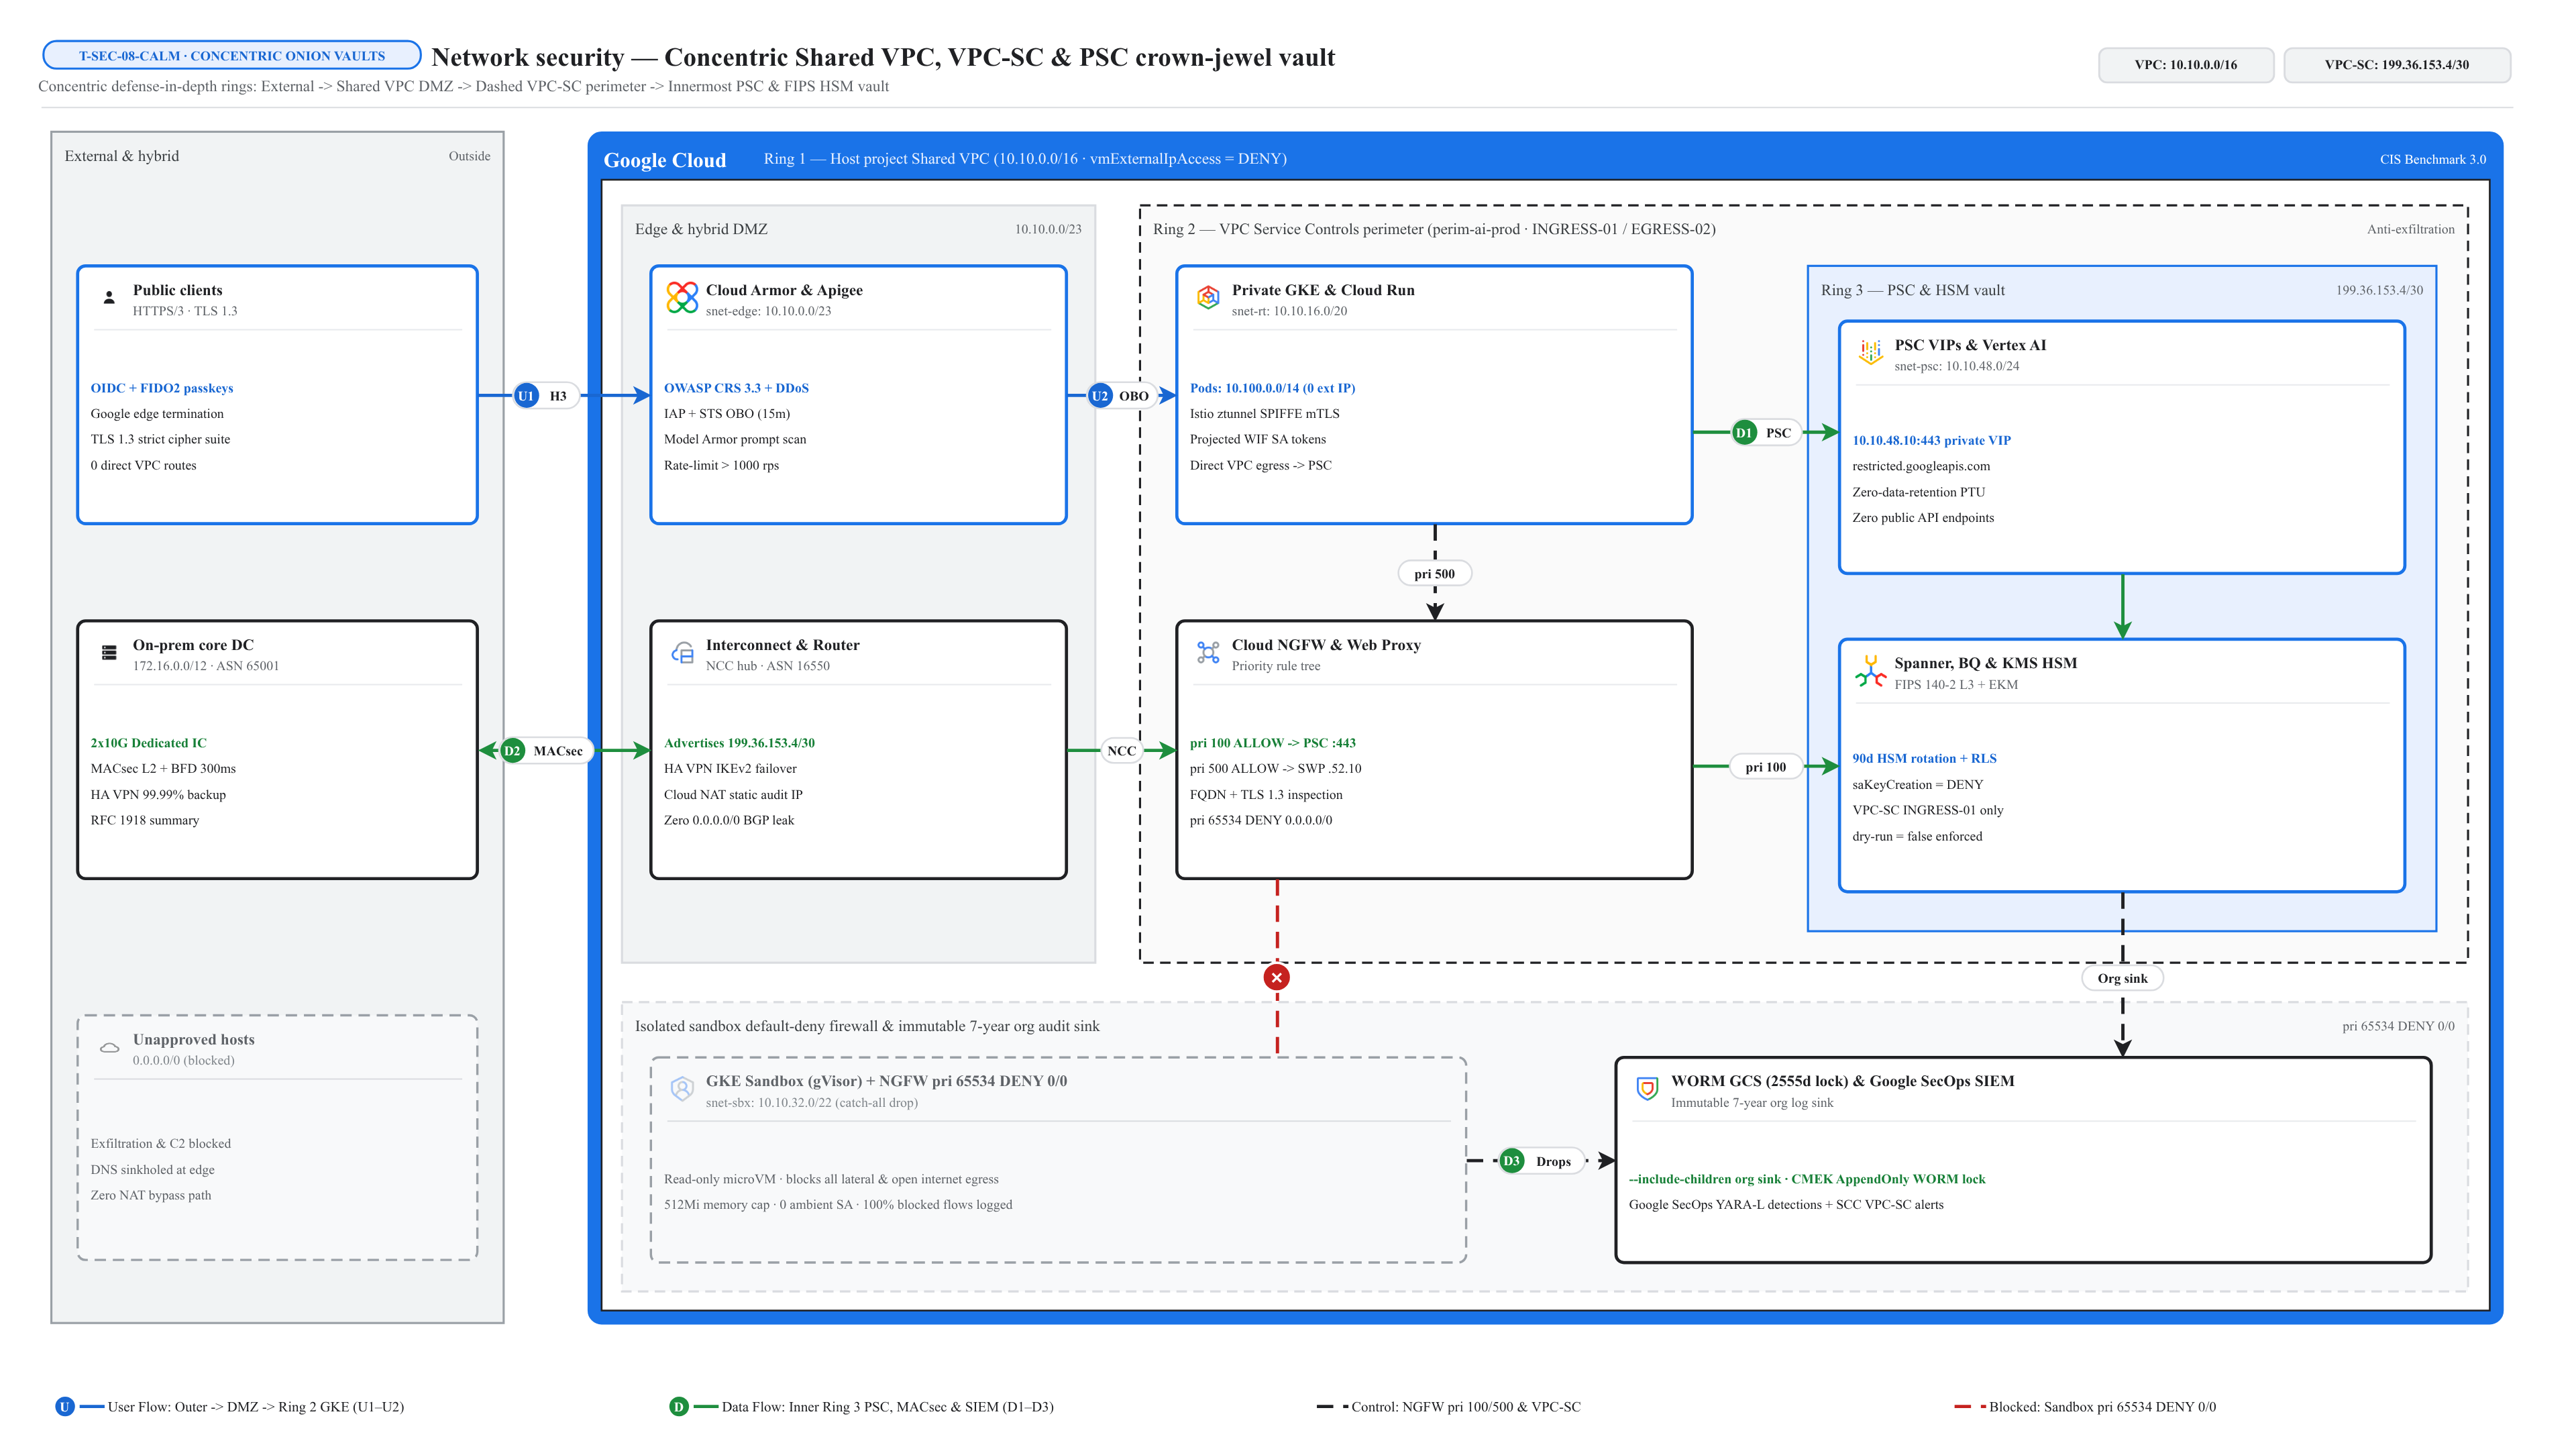 T-SEC-08-CALM · CONCENTRIC ONION VAULTS
Network security — Concentric Shared VPC, VPC-SC & PSC crown-jewel vault
VPC: 10.10.0.0/16
VPC-SC: 199.36.153.4/30
Concentric defense-in-depth rings: External -> Shared VPC DMZ -> Dashed VPC-SC perimeter -> Innermost PSC & FIPS HSM vault
External & hybrid
Outside
Public clients
HTTPS/3 · TLS 1.3
OIDC + FIDO2 passkeys
Google edge termination
TLS 1.3 strict cipher suite
0 direct VPC routes
U1 H3
On-prem core DC
172.16.0.0/12 · ASN 65001
2x10G Dedicated IC
MACsec L2 + BFD 300ms
HA VPN 99.99% backup
RFC 1918 summary
D2 MACsec
Unapproved hosts
0.0.0.0/0 (blocked)
Exfiltration & C2 blocked
DNS sinkholed at edge
Zero NAT bypass path
Google Cloud
Ring 1 — Host project Shared VPC (10.10.0.0/16 · vmExternalIpAccess = DENY)
CIS Benchmark 3.0
Edge & hybrid DMZ
10.10.0.0/23
Cloud Armor & Apigee
snet-edge: 10.10.0.0/23
OWASP CRS 3.3 + DDoS
IAP + STS OBO (15m)
Model Armor prompt scan
Rate-limit > 1000 rps
U2 OBO
Interconnect & Router
NCC hub · ASN 16550
Advertises 199.36.153.4/30
HA VPN IKEv2 failover
Cloud NAT static audit IP
Zero 0.0.0.0/0 BGP leak
NCC
Ring 2 — VPC Service Controls perimeter (perim-ai-prod · INGRESS-01 / EGRESS-02)
Anti-exfiltration
Private GKE & Cloud Run
snet-rt: 10.10.16.0/20
Pods: 10.100.0.0/14 (0 ext IP)
Istio ztunnel SPIFFE mTLS
Projected WIF SA tokens
Direct VPC egress -> PSC
D1 PSC
pri 500
Cloud NGFW & Web Proxy
Priority rule tree
pri 100 ALLOW -> PSC :443
pri 500 ALLOW -> SWP .52.10
FQDN + TLS 1.3 inspection
pri 65534 DENY 0.0.0.0/0
pri 100
Ring 3 — PSC & HSM vault
199.36.153.4/30
PSC VIPs & Vertex AI
snet-psc: 10.10.48.0/24
10.10.48.10:443 private VIP
restricted.googleapis.com
Zero-data-retention PTU
Zero public API endpoints
Spanner, BQ & KMS HSM
FIPS 140-2 L3 + EKM
90d HSM rotation + RLS
saKeyCreation = DENY
VPC-SC INGRESS-01 only
dry-run = false enforced
Org sink
Isolated sandbox default-deny firewall & immutable 7-year org audit sink
pri 65534 DENY 0/0
GKE Sandbox (gVisor) + NGFW pri 65534 DENY 0/0
snet-sbx: 10.10.32.0/22 (catch-all drop)
Read-only microVM · blocks all lateral & open internet egress
512Mi memory cap · 0 ambient SA · 100% blocked flows logged
D3 Drops
WORM GCS (2555d lock) & Google SecOps SIEM
Immutable 7-year org log sink
--include-children org sink · CMEK AppendOnly WORM lock
Google SecOps YARA-L detections + SCC VPC-SC alerts
U User Flow: Outer -> DMZ -> Ring 2 GKE (U1–U2)
D Data Flow: Inner Ring 3 PSC, MACsec & SIEM (D1–D3)
Control: NGFW pri 100/500 & VPC-SC
Blocked: Sandbox pri 65534 DENY 0/0